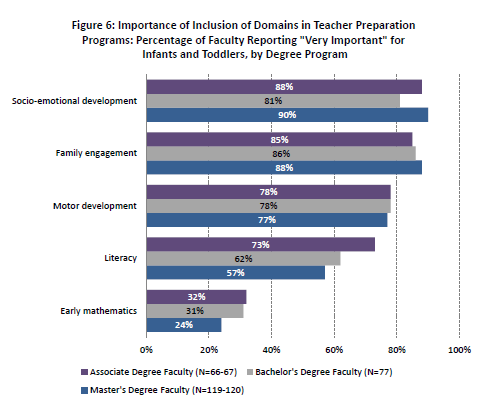 Figure 6: Importance of Inclusion of Domains in Teacher Preparation
Programs: Percentage of Faculty Reporting "Very Important" for
Infants and Toddlers, by Degree Program
88%
Socio-emotional development 81%
90%
85%
Family engagement 86%
88%
78%
Motor development 78%
77%
73%
Literacy 62%
57%
32%
Early mathematics 31%
24%
0% 20% 40% 60% 80% 100%
Associate Degree Faculty (N=66-67) Bachelor's Degree Faculty (N=77)
Master's Degree Faculty (N=119-120)